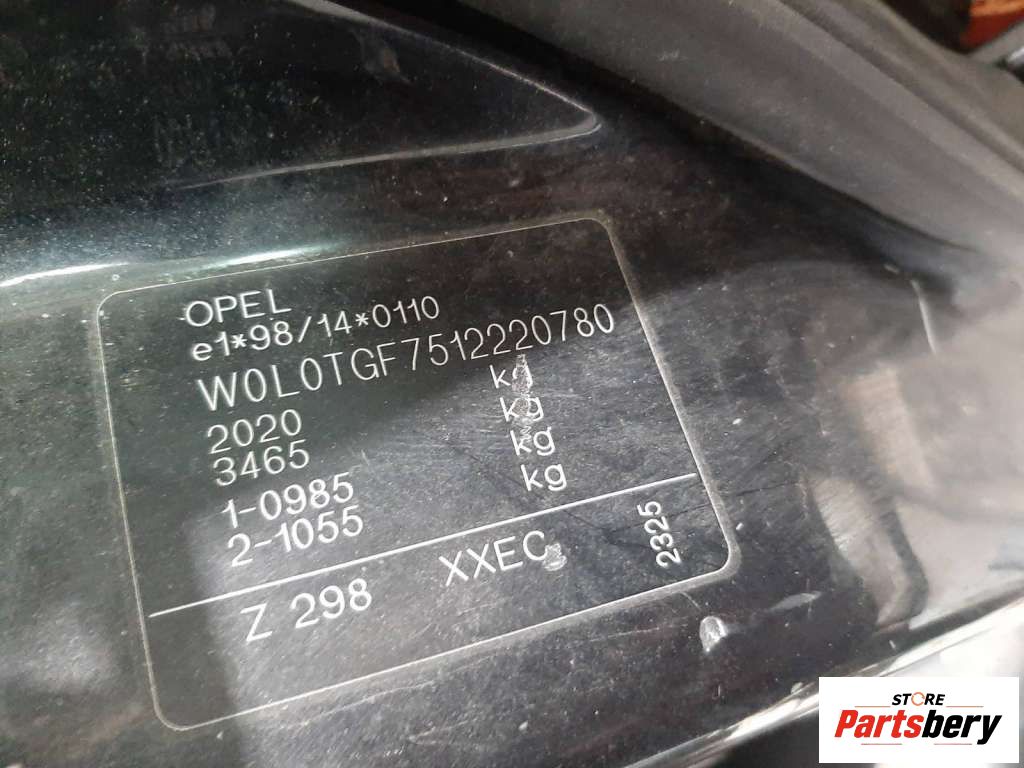 OPEL
e1*98/14*0110
W0L0TGF7512220780
2020 kg
3465 kg
1-0985 kg
2-1055 kg
Z 298 XXEC 2325
STORE
Partsbery